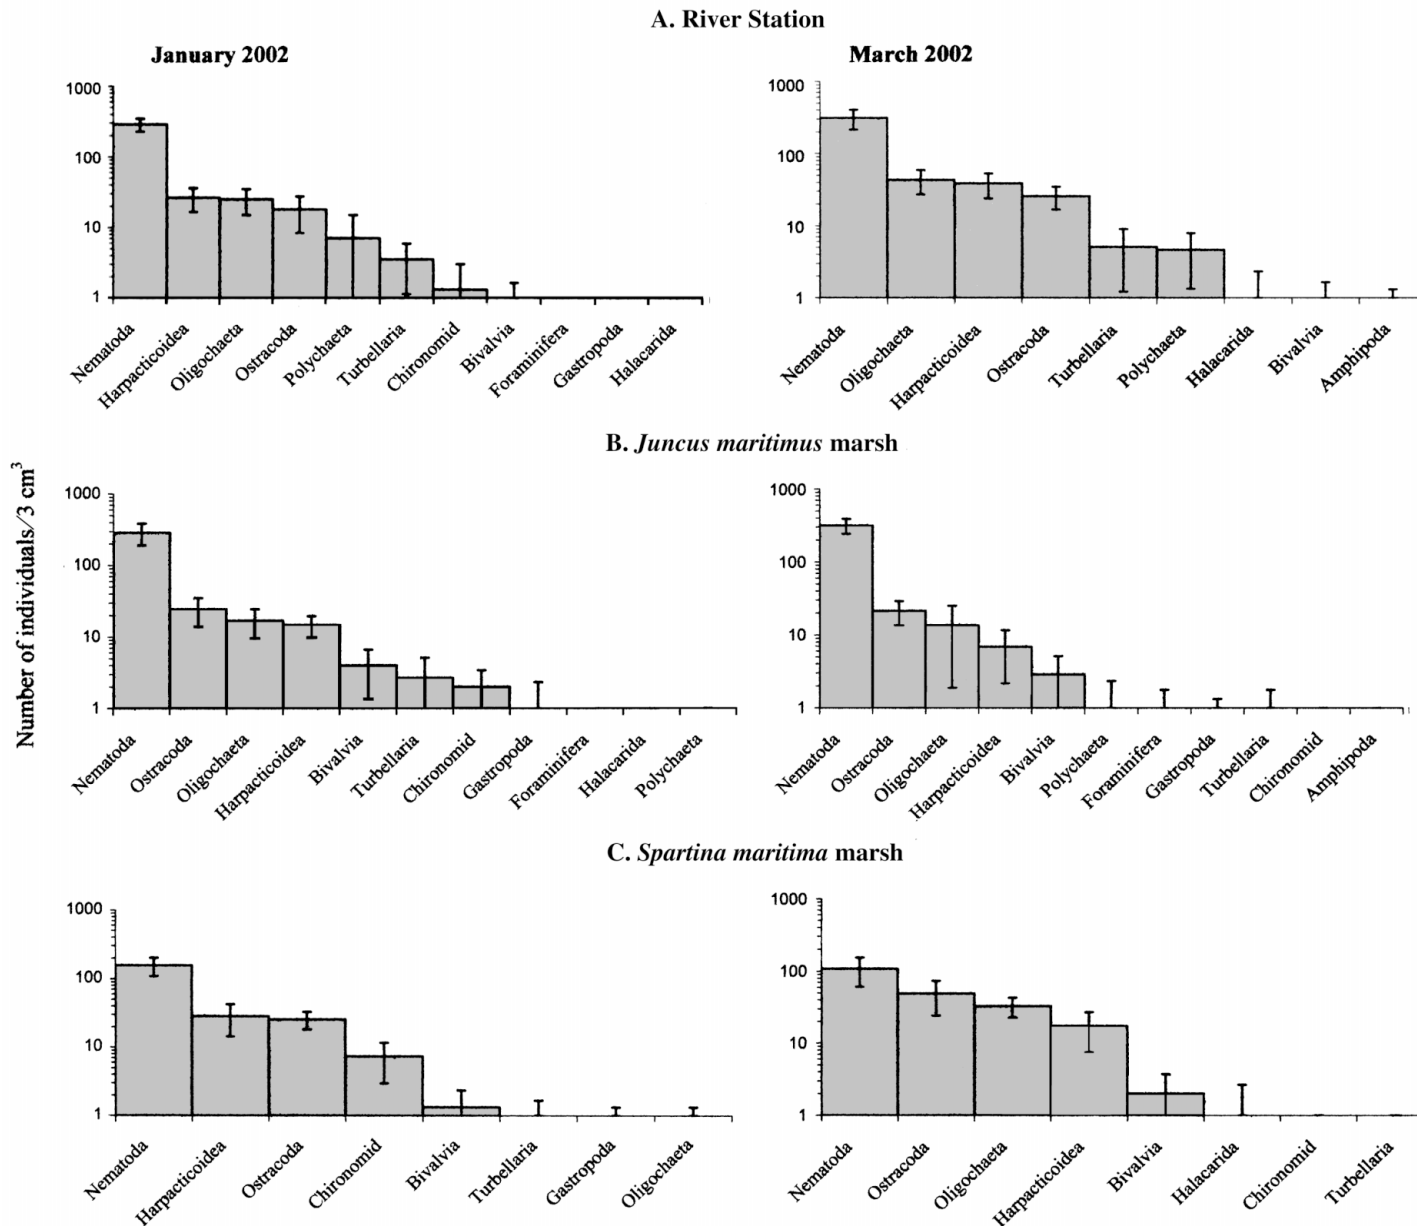 A. River Station
January 2002
March 2002
1000
100
10
1
Nematoda
Harpacticoidea
Oligochaeta
Ostracoda
Polychaeta
Turbellaria
Chironomid
Bivalvia
Foraminifera
Gastropoda
Halacarida
1000
100
10
1
Nematoda
Oligochaeta
Harpacticoidea
Ostracoda
Turbellaria
Polychaeta
Halacarida
Bivalvia
Amphipoda
B. Juncus maritimus marsh
Number of individuals/3 cm³
1000
100
10
1
Nematoda
Ostracoda
Oligochaeta
Harpacticoidea
Bivalvia
Turbellaria
Chironomid
Gastropoda
Foraminifera
Halacarida
Polychaeta
1000
100
10
1
Nematoda
Ostracoda
Oligochaeta
Harpacticoidea
Bivalvia
Polychaeta
Foraminifera
Gastropoda
Turbellaria
Chironomid
Amphipoda
C. Spartina maritima marsh
1000
100
10
1
Nematoda
Harpacticoidea
Ostracoda
Chironomid
Bivalvia
Turbellaria
Gastropoda
Oligochaeta
1000
100
10
1
Nematoda
Ostracoda
Oligochaeta
Harpacticoidea
Bivalvia
Halacarida
Chironomid
Turbellaria